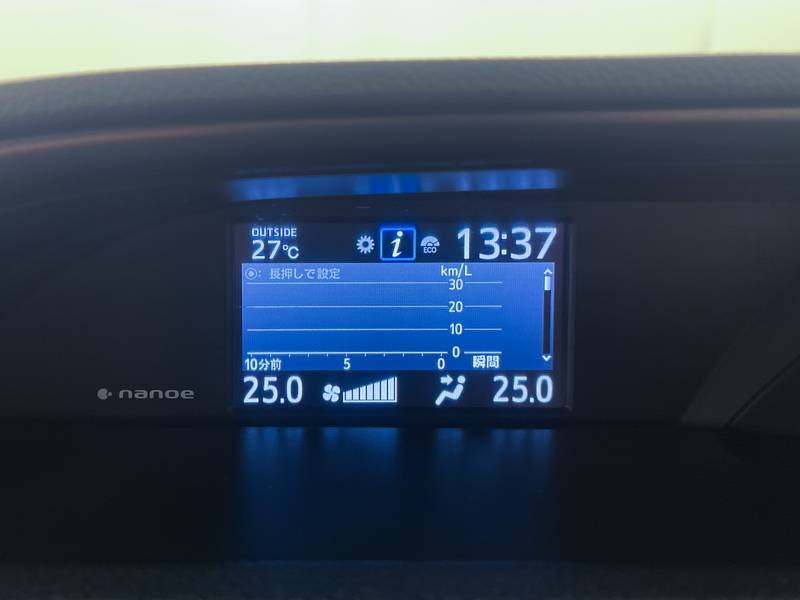 OUTSIDE
27℃
i
ECO
13:37
: 長押しで設定
km/L
30
20
10
0
10分前 5 0 瞬間
25.0 25.0
nanoe